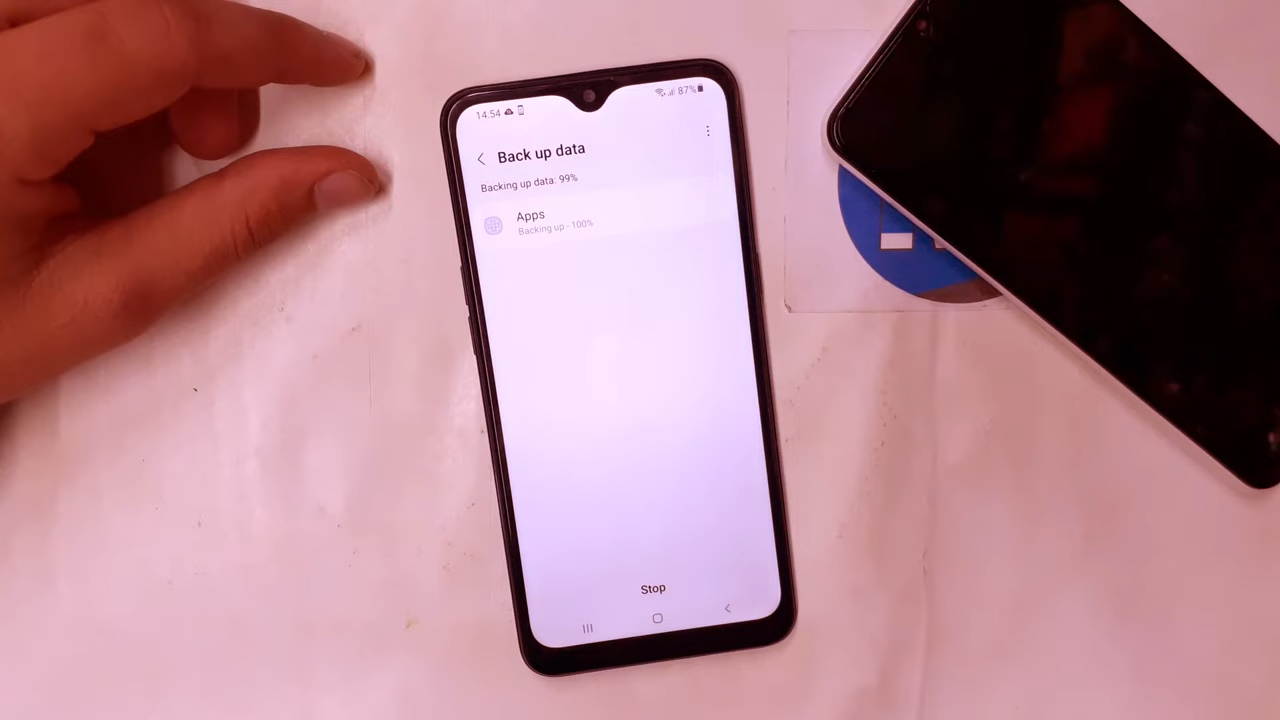 14.54 87%
Back up data
Backing up data: 99%
Apps
Backing up - 100%
Stop